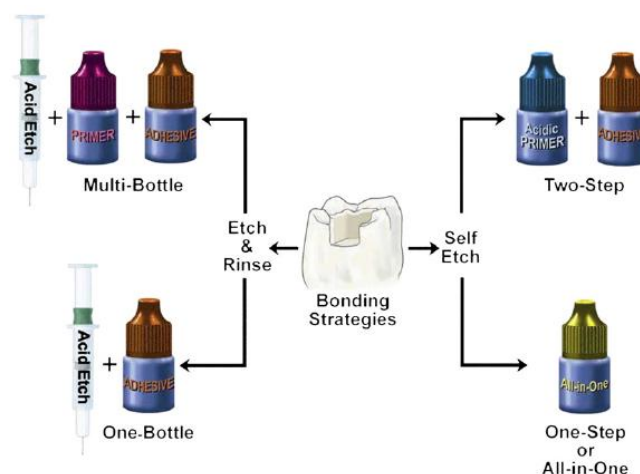 Acid Etch
+
PRIMER
+
ADHESIVE
Multi-Bottle
Acidic
PRIMER
+
ADHESIVE
Two-Step
Etch
&
Rinse
Self
Etch
Bonding
Strategies
Acid Etch
+
ADHESIVE
One-Bottle
All-in-One
One-Step
or
All-in-One